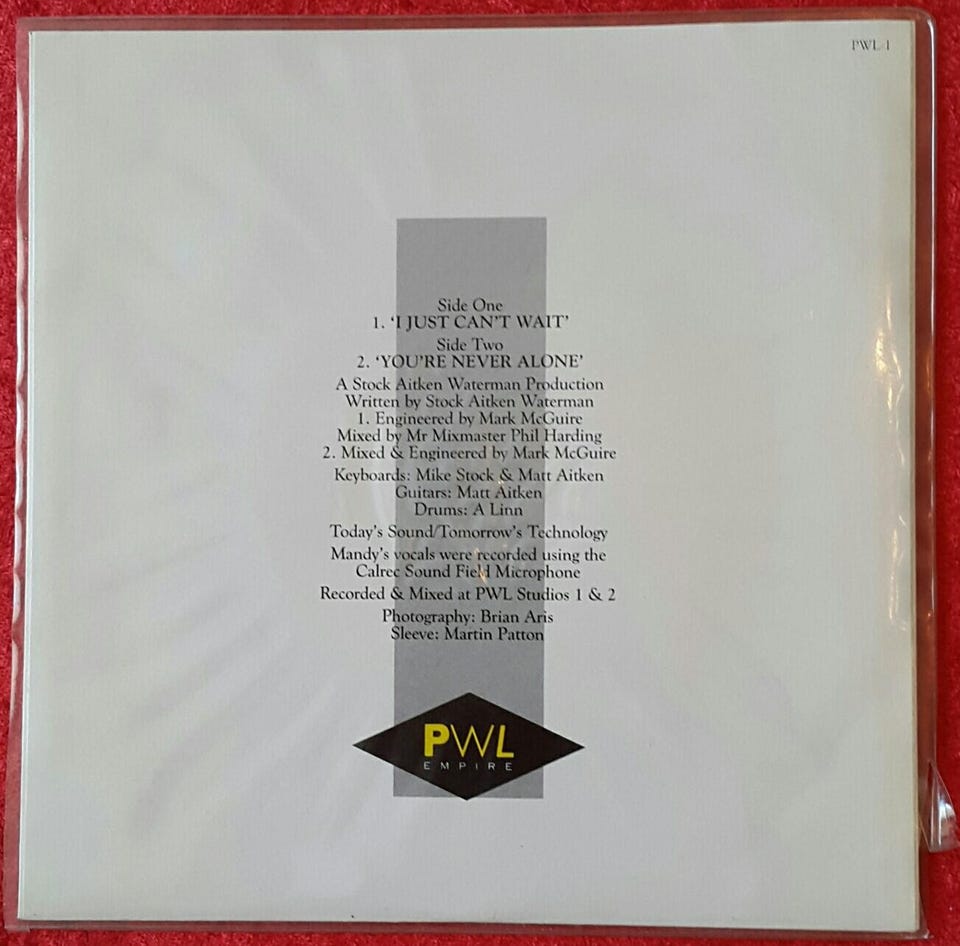 PWL 1
Side One
1. ‘I JUST CAN'T WAIT’
Side Two
2. ‘YOU'RE NEVER ALONE’
A Stock Aitken Waterman Production
Written by Stock Aitken Waterman
1. Engineered by Mark McGuire
Mixed by Mr Mixmaster Phil Harding
2. Mixed & Engineered by Mark McGuire
Keyboards: Mike Stock & Matt Aitken
Guitars: Matt Aitken
Drums: A Linn
Today's Sound/Tomorrow's Technology
Mandy's vocals were recorded using the
Calrec Sound Field Microphone
Recorded & Mixed at PWL Studios 1 & 2
Photography: Brian Aris
Sleeve: Martin Patton
PWL
EMPIRE